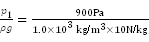 p₁/ρg = 900Pa/1.0×10³ kg/m³×10N/kg